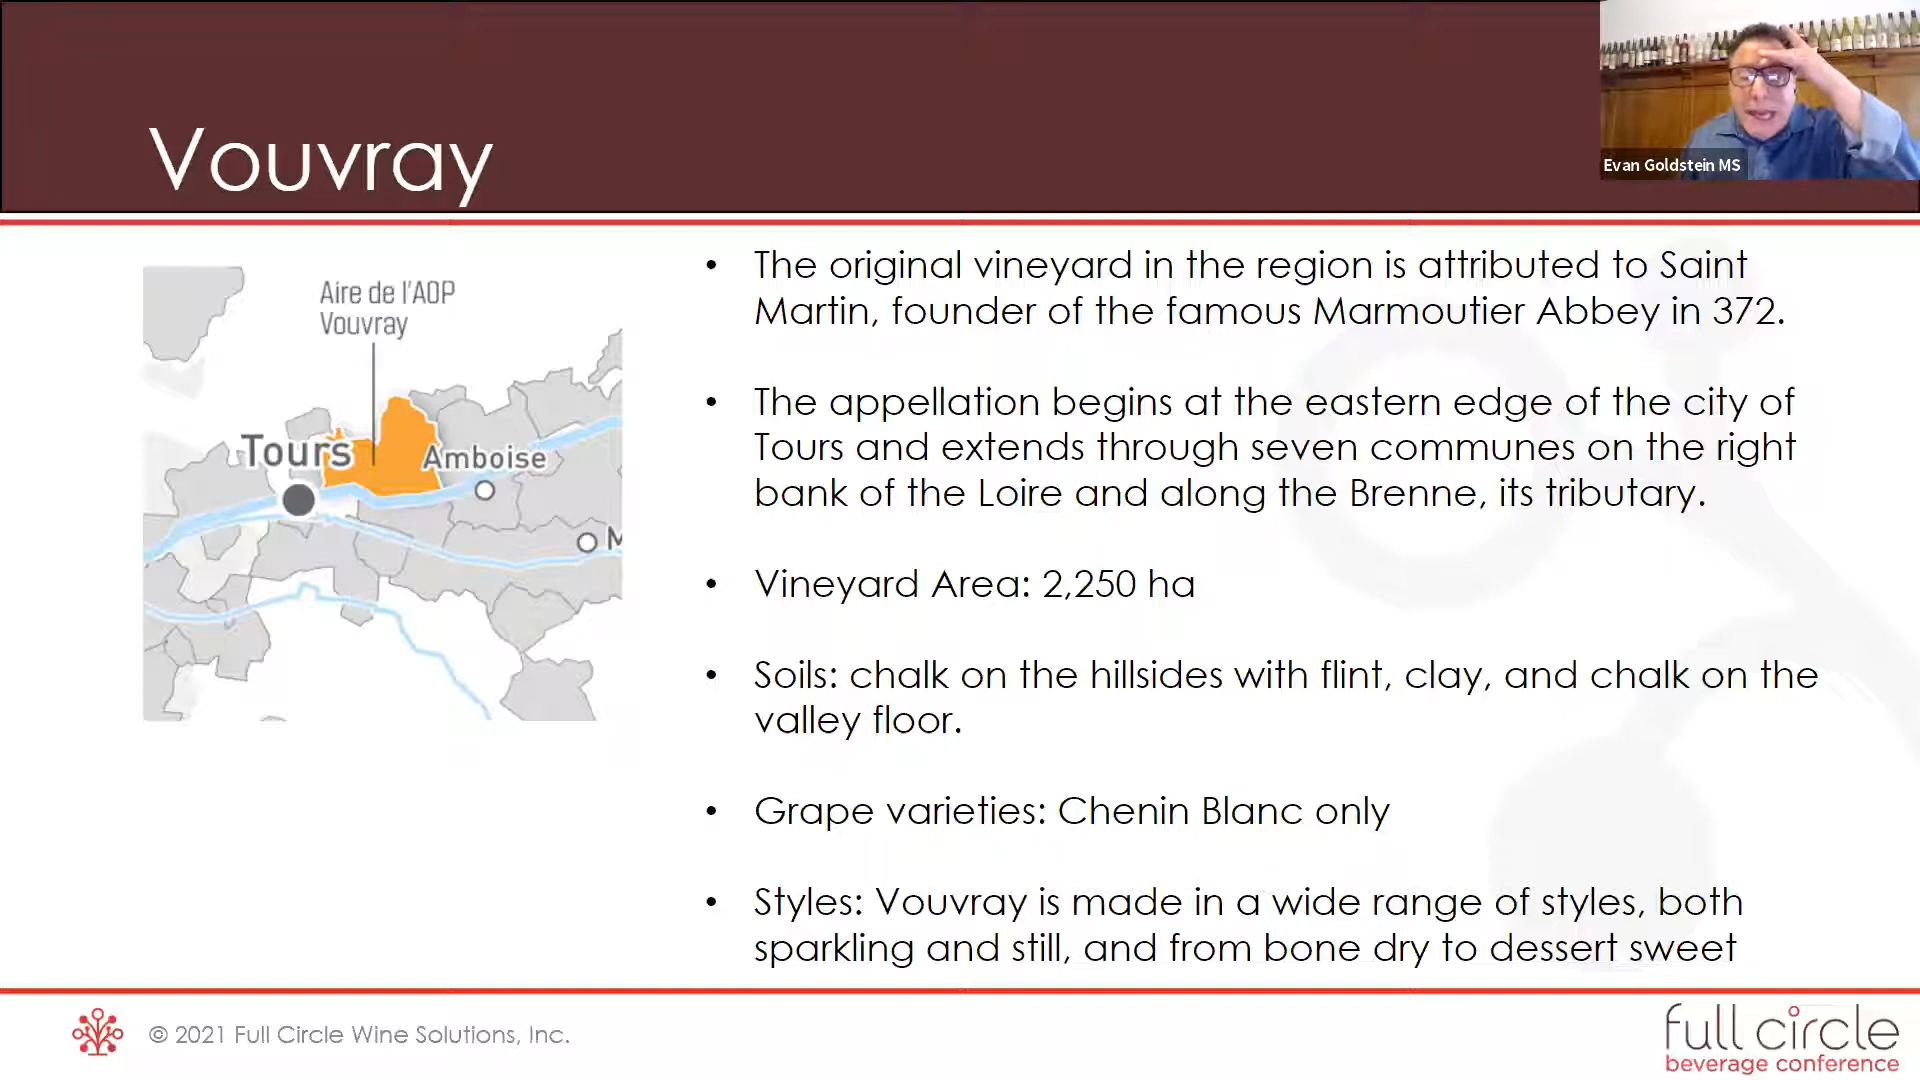 Vouvray
Evan Goldstein MS
Aire de l'AOP
Vouvray
Tours
Amboise
M
• The original vineyard in the region is attributed to Saint
Martin, founder of the famous Marmoutier Abbey in 372.
• The appellation begins at the eastern edge of the city of
Tours and extends through seven communes on the right
bank of the Loire and along the Brenne, its tributary.
• Vineyard Area: 2,250 ha
• Soils: chalk on the hillsides with flint, clay, and chalk on the
valley floor.
• Grape varieties: Chenin Blanc only
• Styles: Vouvray is made in a wide range of styles, both
sparkling and still, and from bone dry to dessert sweet
© 2021 Full Circle Wine Solutions, Inc.
full circle
beverage conference